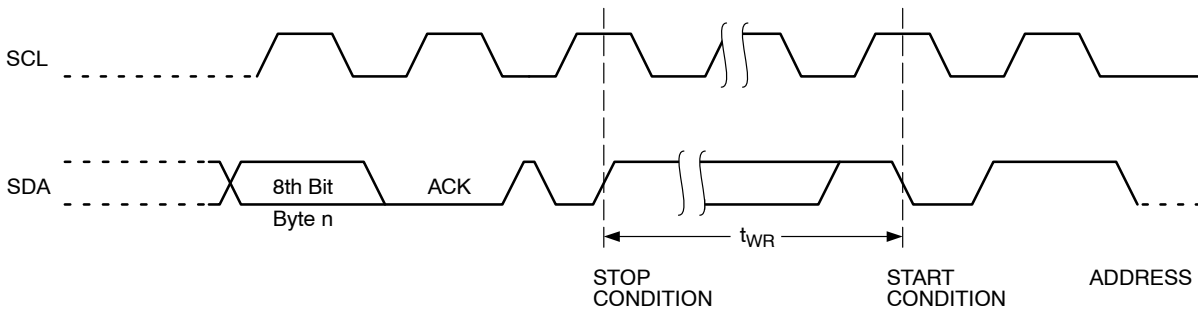 SCL
SDA
8th Bit
Byte n
ACK
tWR
STOP
CONDITION
START
CONDITION
ADDRESS